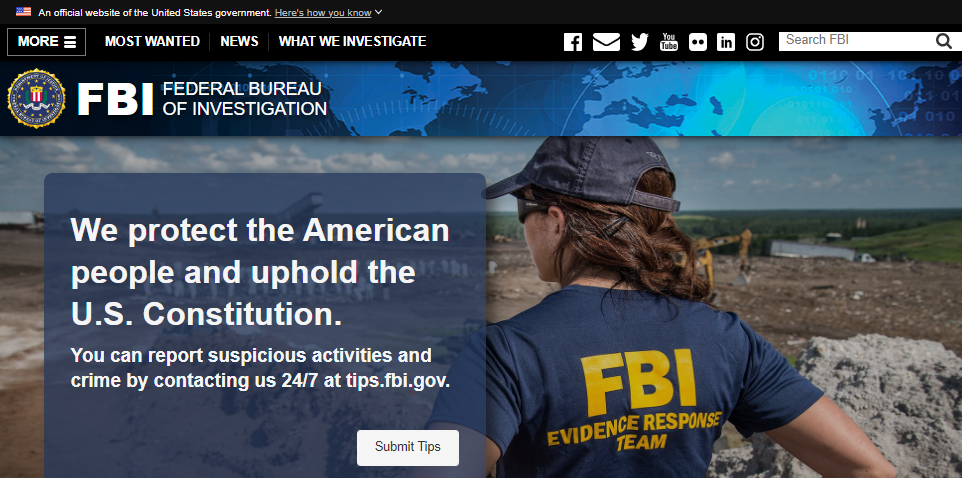 An official website of the United States government. Here's how you know
MORE
MOST WANTED
NEWS
WHAT WE INVESTIGATE
You
Tube
in
Search FBI
FBI
FEDERAL BUREAU
OF INVESTIGATION
We protect the American
people and uphold the
U.S. Constitution.
You can report suspicious activities and
crime by contacting us 24/7 at tips.fbi.gov.
Submit Tips
FBI
EVIDENCE RESPONSE
TEAM